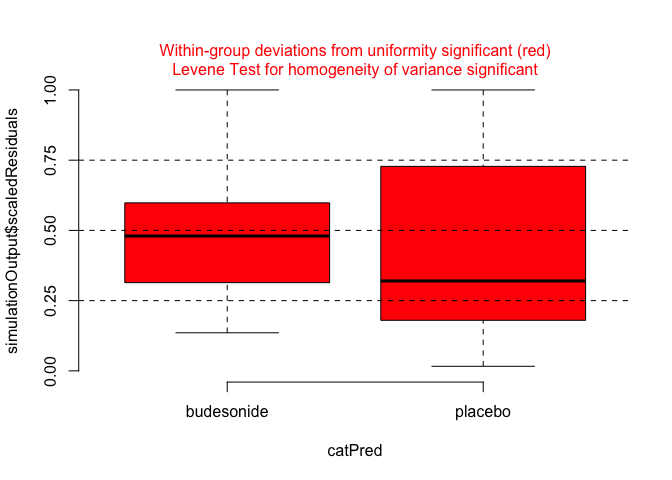 Within-group deviations from uniformity significant (red)
Levene Test for homogeneity of variance significant
simulationOutput$scaledResiduals
1.00
0.75
0.50
0.25
0.00
budesonide placebo
catPred